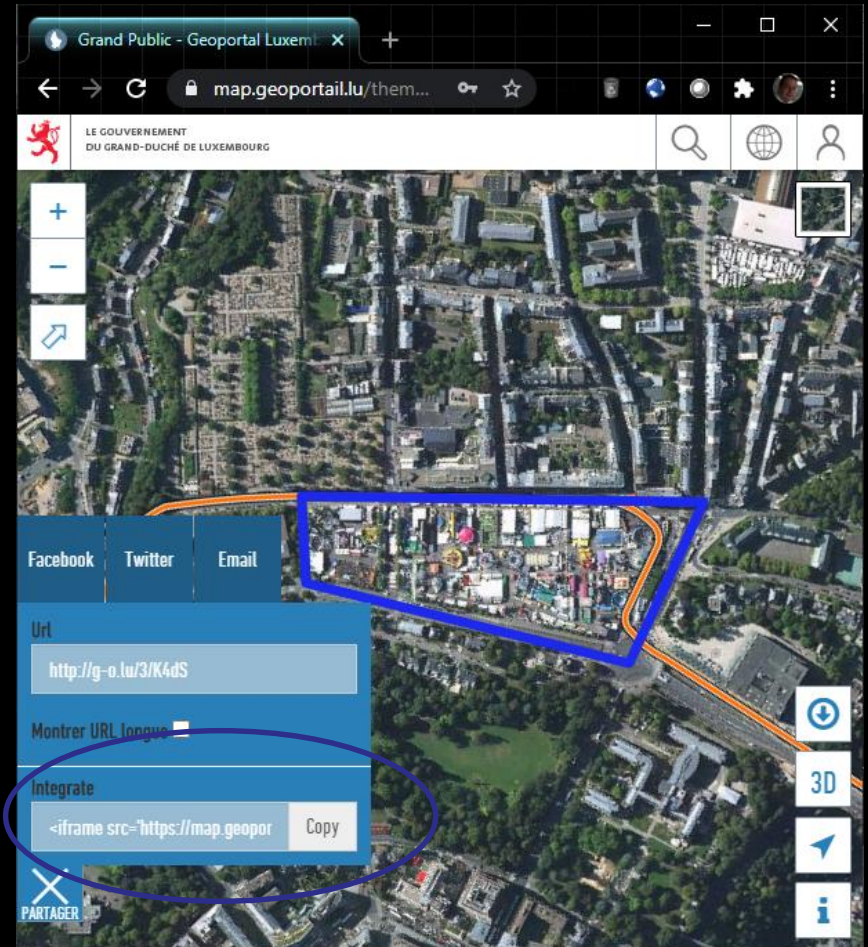 Grand Public - Geoportal Luxemb
map.geoportail.lu/them...
LE GOUVERNEMENT
DU GRAND-DUCHÉ DE LUXEMBOURG
Facebook Twitter Email
Url
http://g-o.lu/3/K4dS
Montrer URL longue
Integrate
<iframe src="https://map.geopor Copy
PARTAGER
3D
i